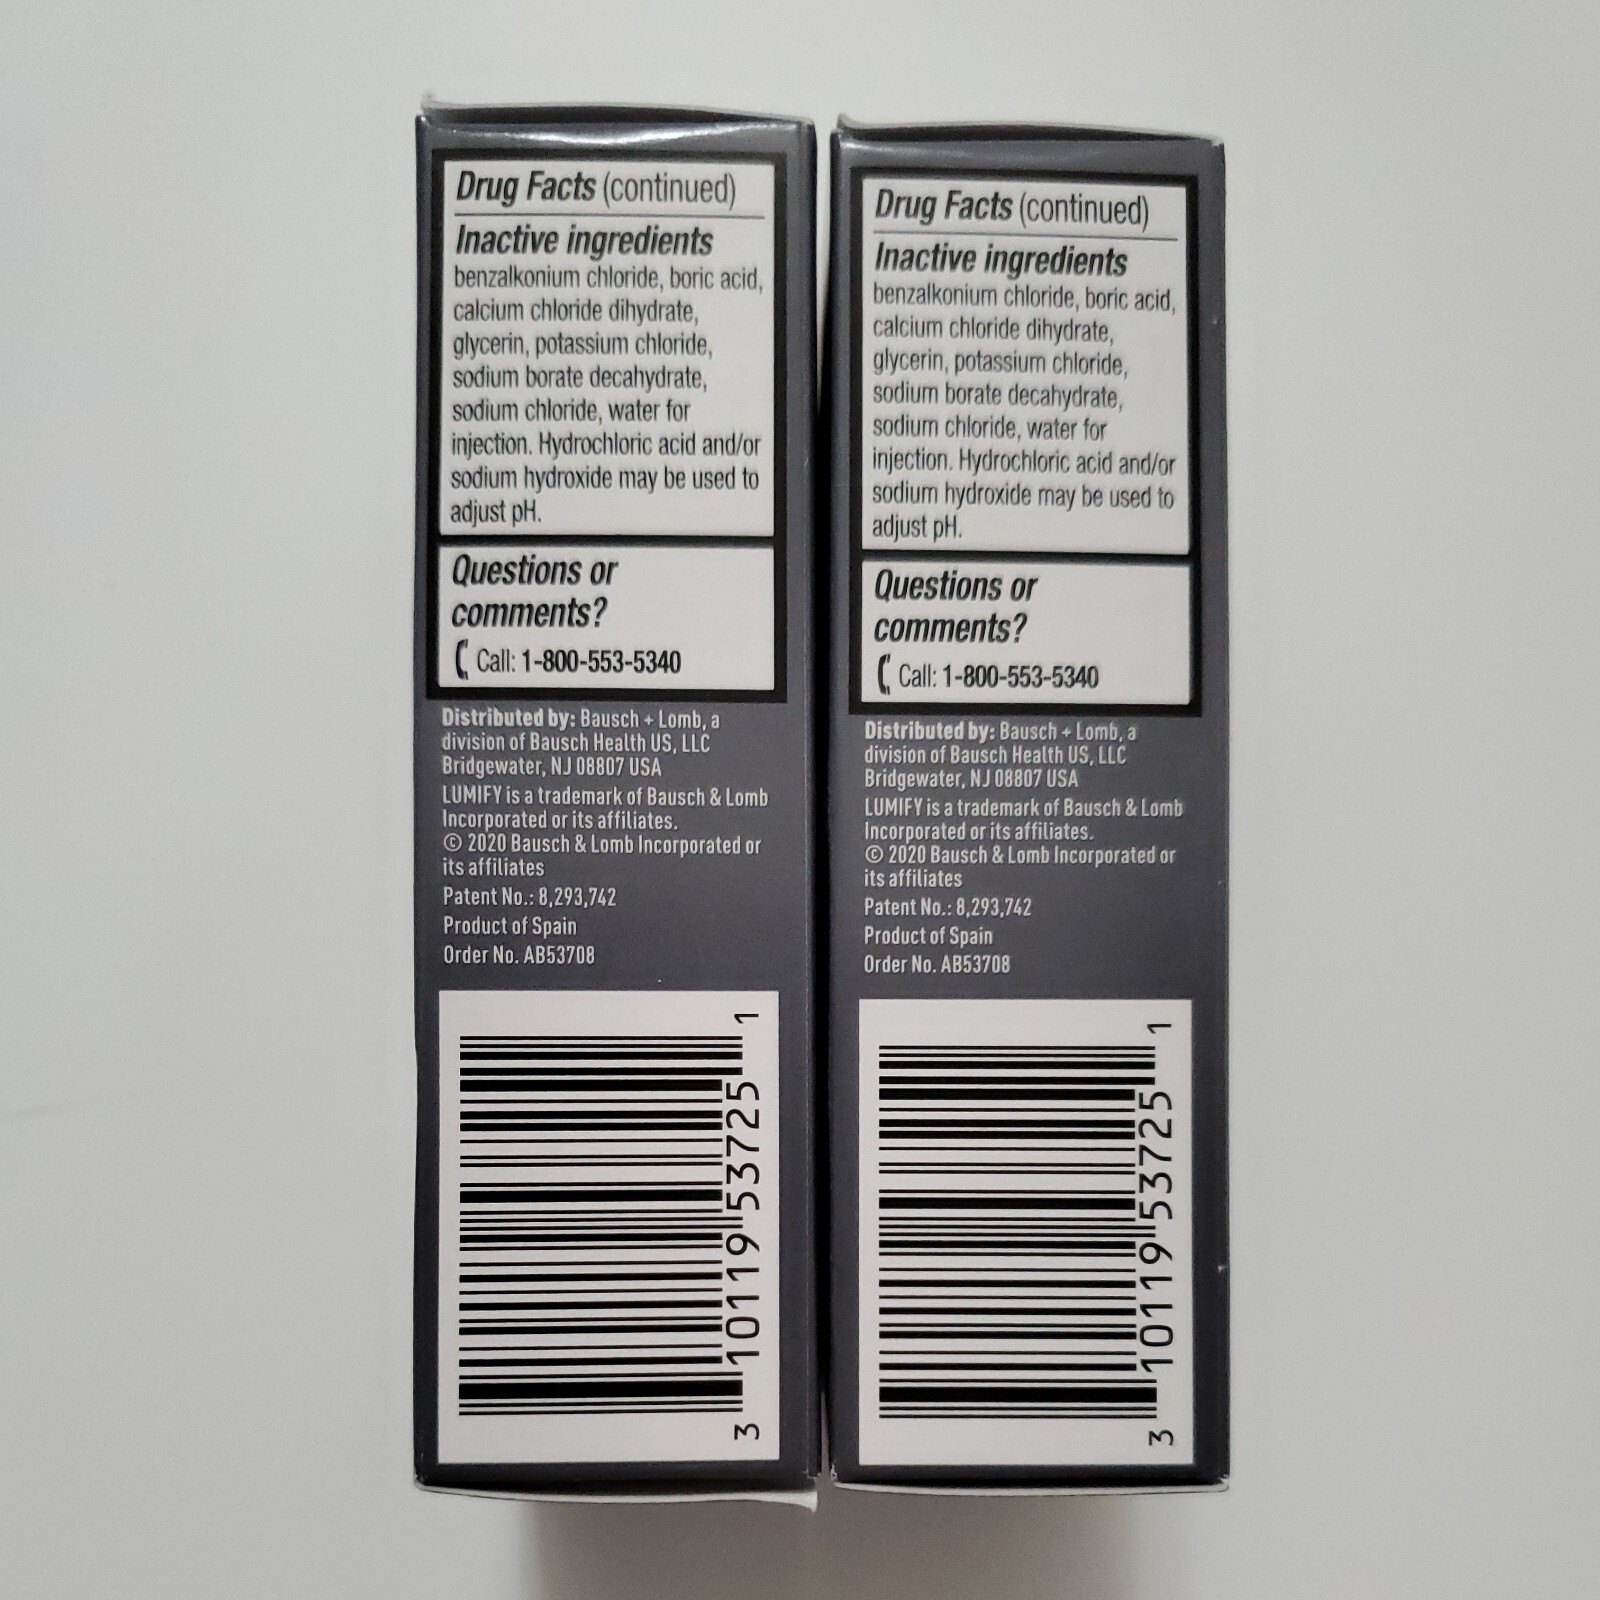 Drug Facts (continued)
Inactive ingredients
benzalkonium chloride, boric acid,
calcium chloride dihydrate,
glycerin, potassium chloride,
sodium borate decahydrate,
sodium chloride, water for
injection. Hydrochloric acid and/or
sodium hydroxide may be used to
adjust pH.
Questions or
comments?
Call: 1-800-553-5340
Distributed by: Bausch + Lomb, a
division of Bausch Health US, LLC
Bridgewater, NJ 08807 USA
LUMIFY is a trademark of Bausch & Lomb
Incorporated or its affiliates.
© 2020 Bausch & Lomb Incorporated or
its affiliates
Patent No.: 8,293,742
Product of Spain
Order No. AB53708
3 10119 53725 1
Drug Facts (continued)
Inactive ingredients
benzalkonium chloride, boric acid,
calcium chloride dihydrate,
glycerin, potassium chloride,
sodium borate decahydrate,
sodium chloride, water for
injection. Hydrochloric acid and/or
sodium hydroxide may be used to
adjust pH.
Questions or
comments?
Call: 1-800-553-5340
Distributed by: Bausch + Lomb, a
division of Bausch Health US, LLC
Bridgewater, NJ 08807 USA
LUMIFY is a trademark of Bausch & Lomb
Incorporated or its affiliates.
© 2020 Bausch & Lomb Incorporated or
its affiliates
Patent No.: 8,293,742
Product of Spain
Order No. AB53708
3 10119 53725 1